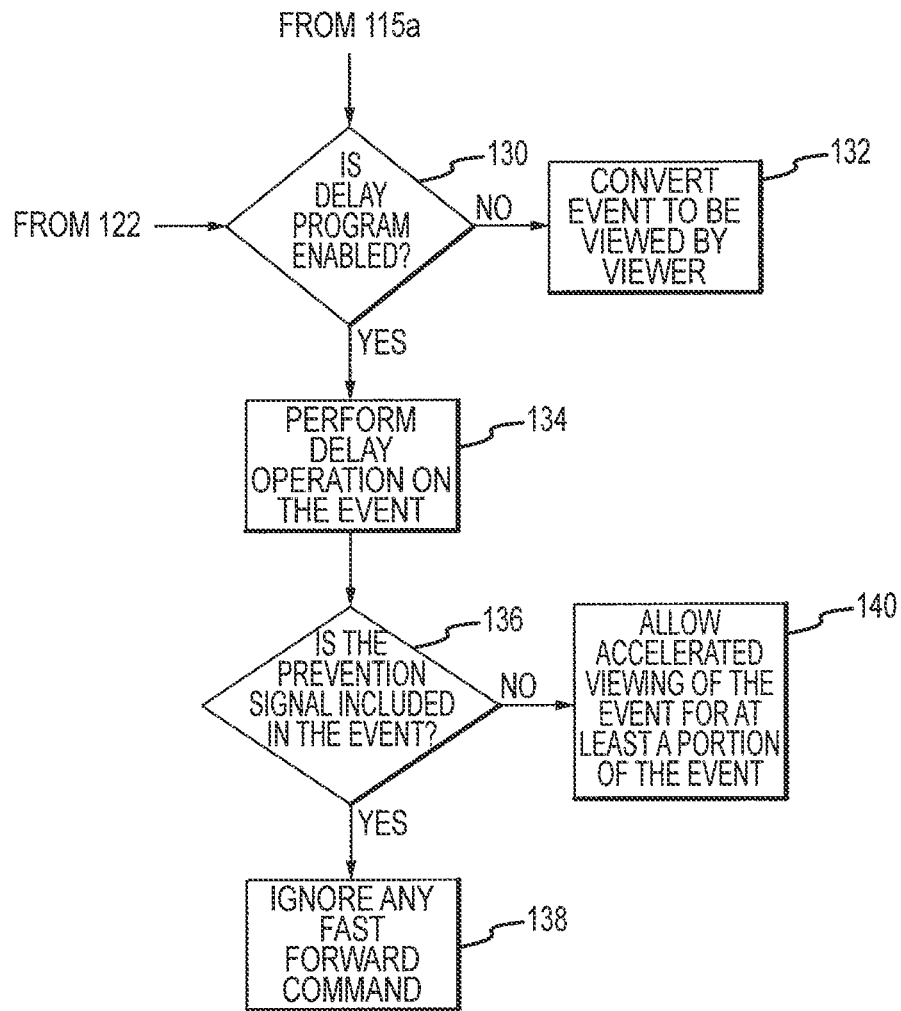 FROM 115a
IS
DELAY
PROGRAM
ENABLED?
130
NO
CONVERT
EVENT TO BE
VIEWED BY
VIEWER
132
FROM 122
YES
PERFORM
DELAY
OPERATION ON
THE EVENT
134
IS THE
PREVENTION
SIGNAL INCLUDED
IN THE EVENT?
136
NO
ALLOW
ACCELERATED
VIEWING OF THE
EVENT FOR AT
LEAST A PORTION
OF THE EVENT
140
YES
IGNORE ANY
FAST
FORWARD
COMMAND
138